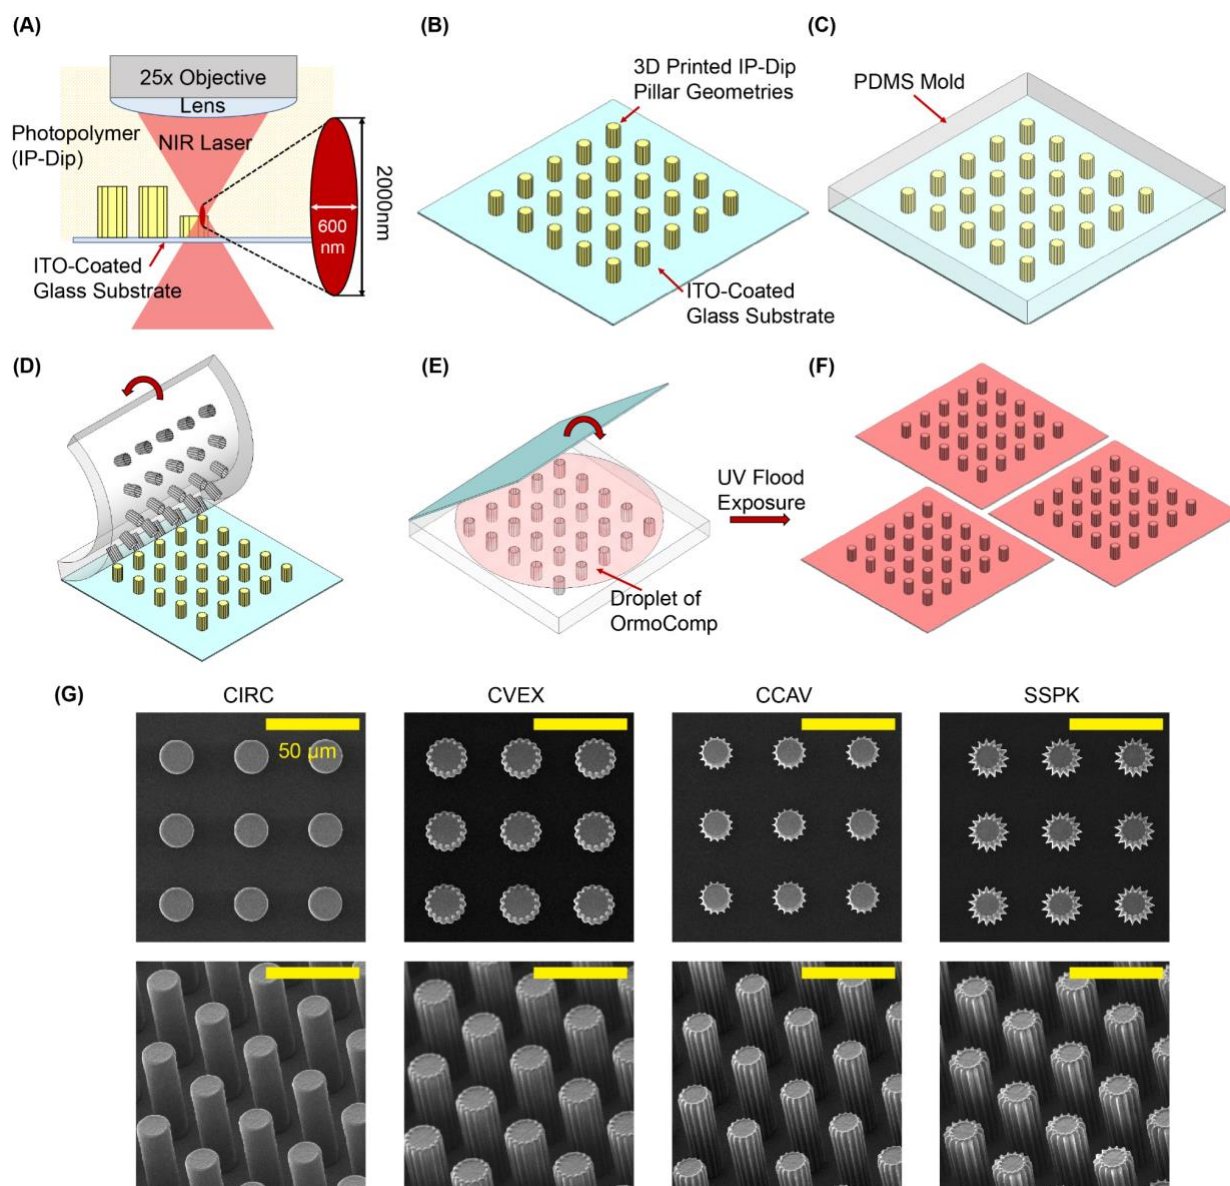 (A)
25x Objective
Lens
Photopolymer
(IP-Dip)
NIR Laser
600
nm
2000nm
ITO-Coated
Glass Substrate
(B)
3D Printed IP-Dip
Pillar Geometries
ITO-Coated
Glass Substrate
(C)
PDMS Mold
(D)
(E)
Droplet of
OrmoComp
UV Flood
Exposure
(F)
(G)
CIRC
CVEX
CCAV
SSPK
50 μm